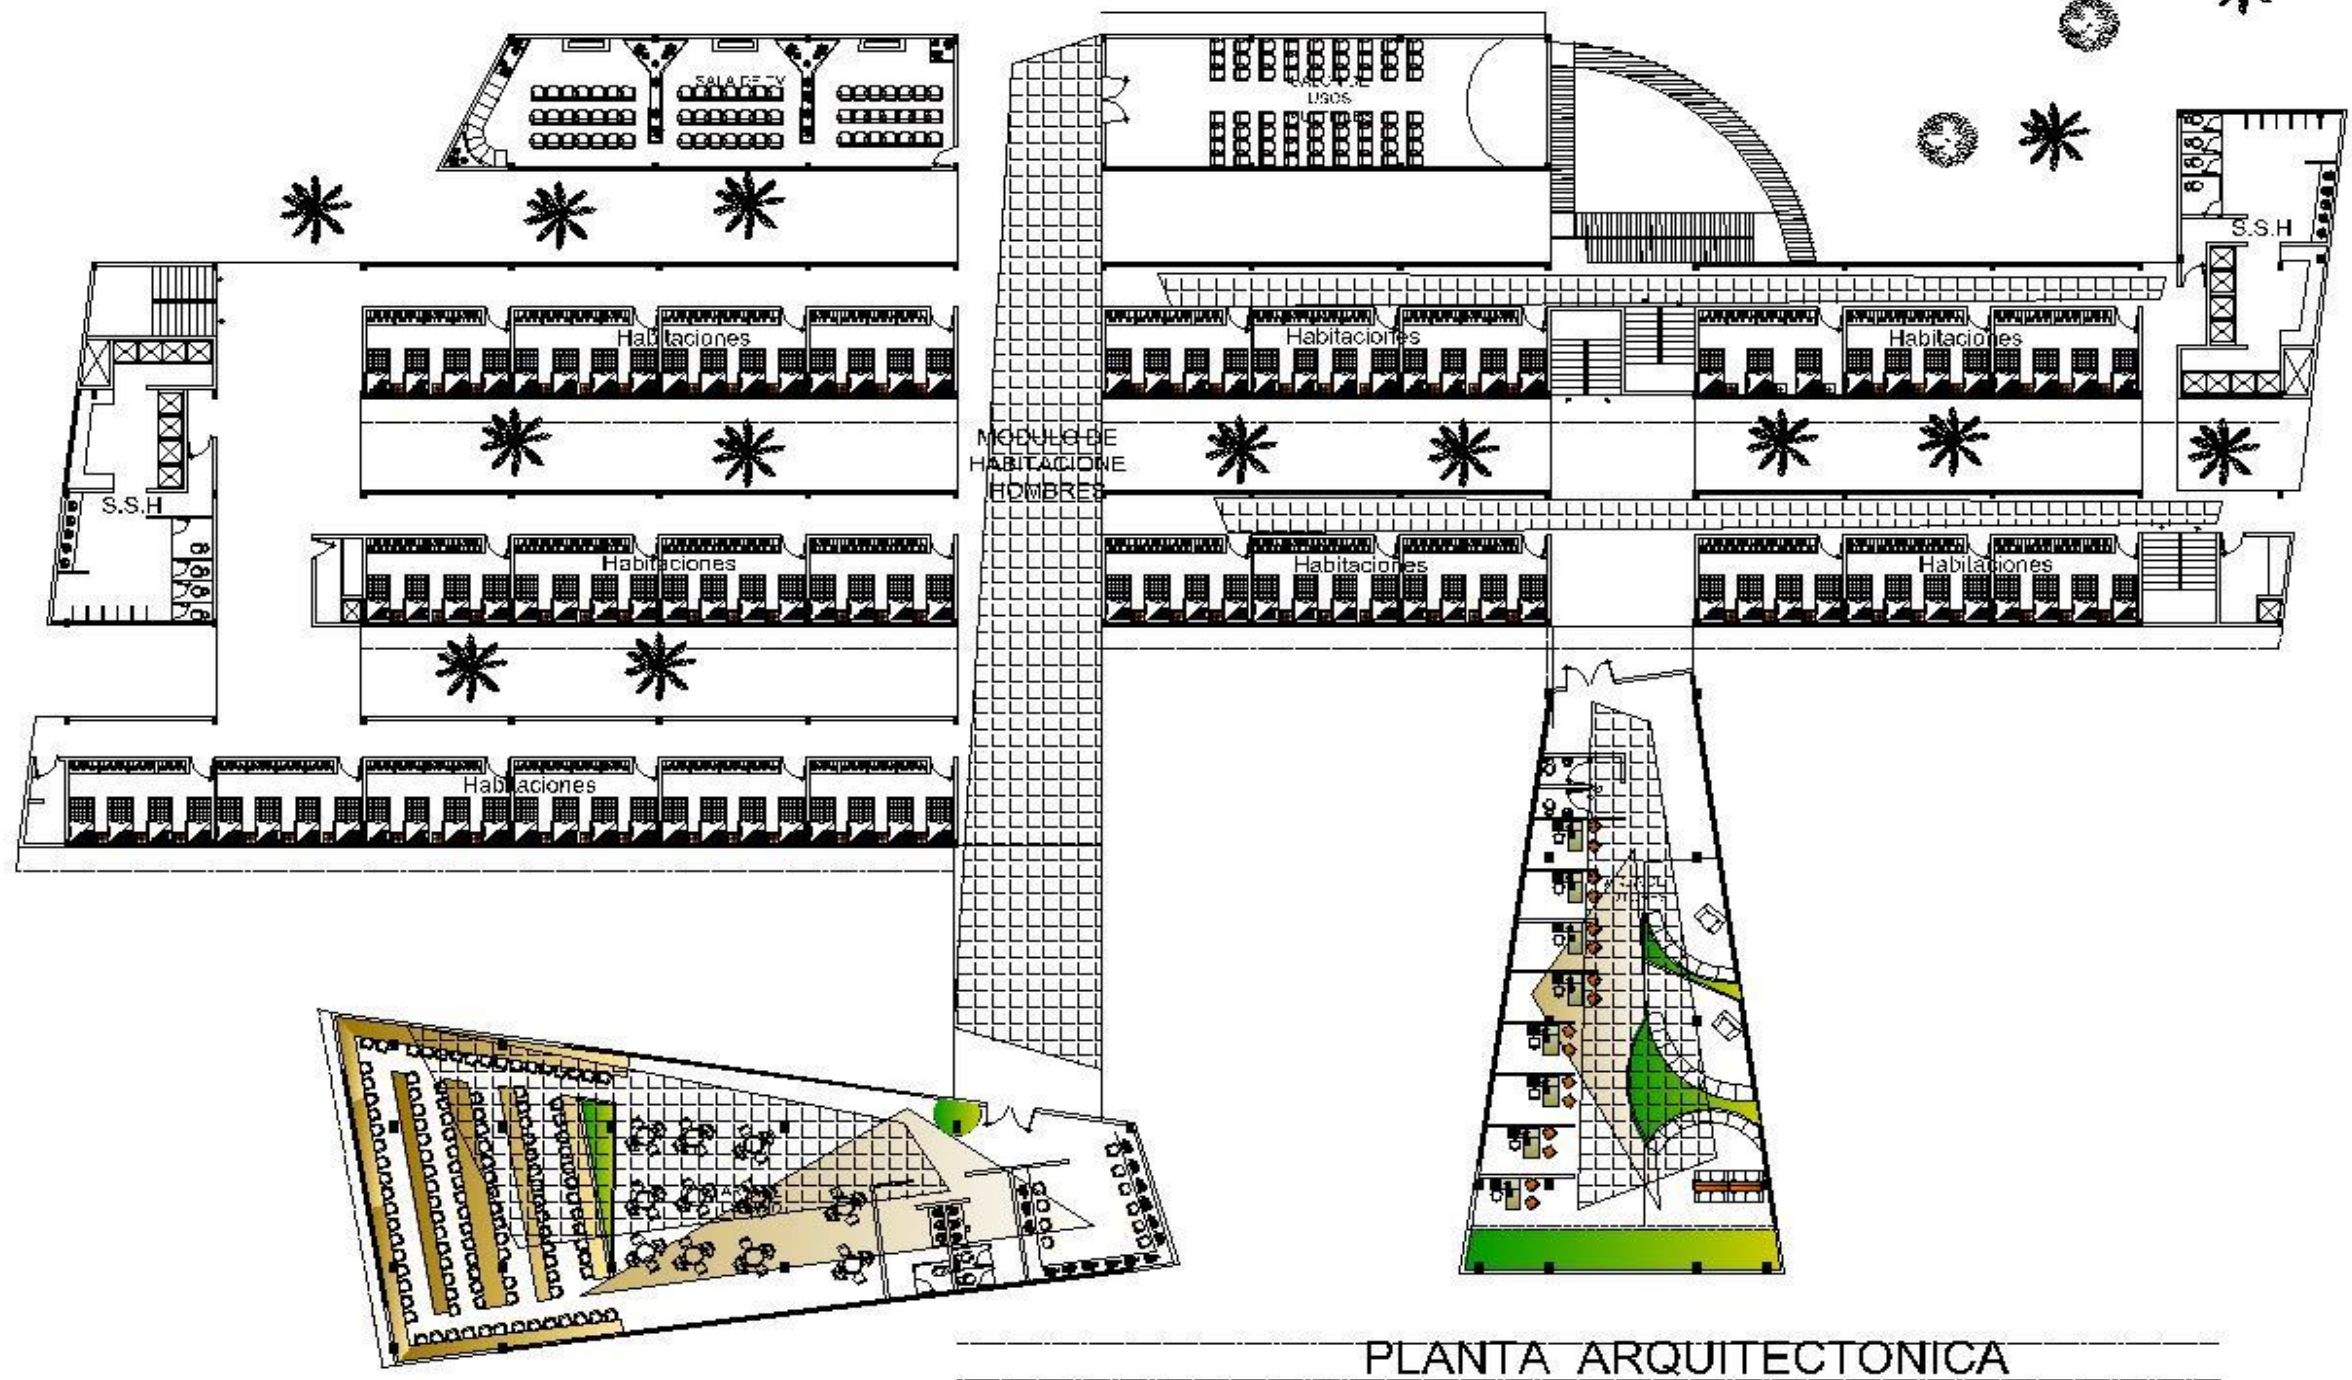 SALA DE TV
USOS
S.S.H
Habitaciones
Habitaciones
Habitaciones
MODULO DE
HABITACIONE
HOMBRES
S.S.H
Habitaciones
Habitaciones
Habitaciones
Habitaciones
PLANTA ARQUITECTONICA